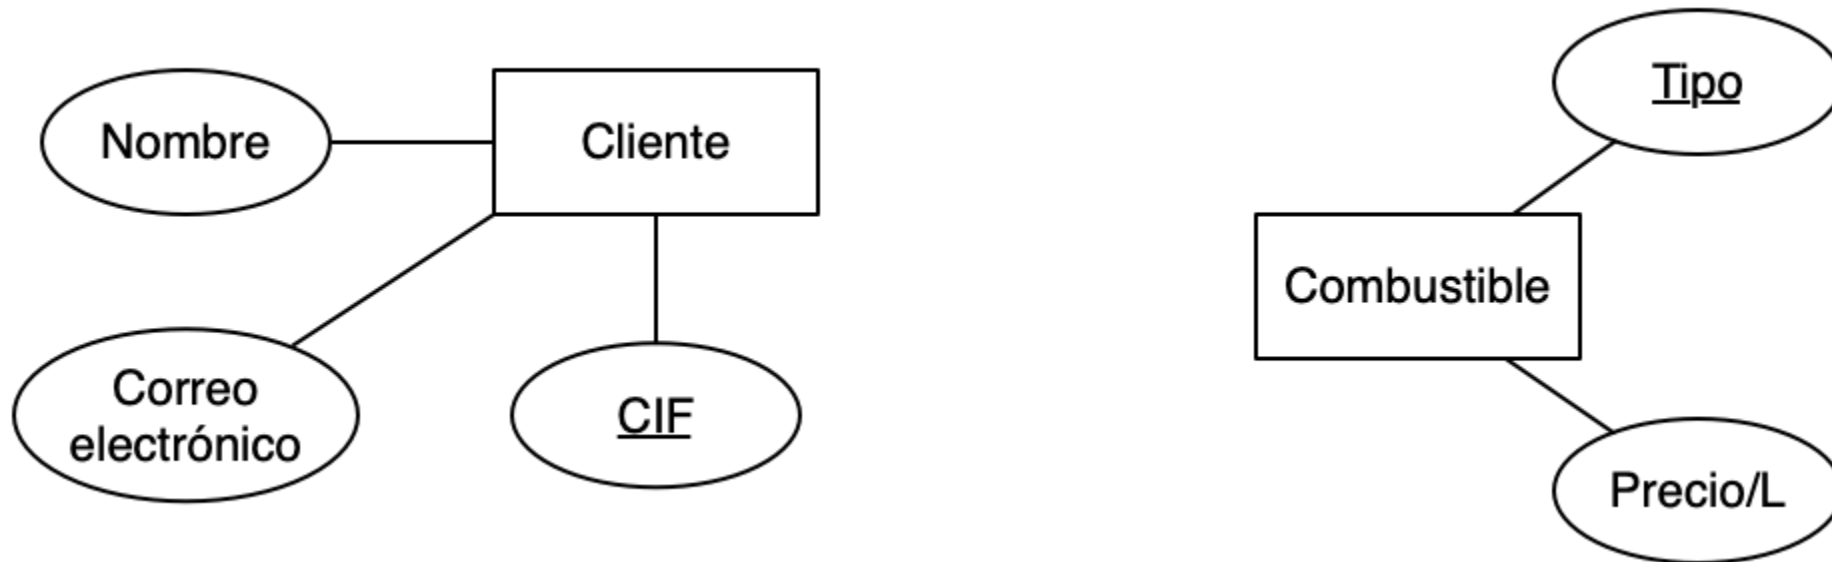 Nombre
Cliente
Correo
electrónico
CIF
Tipo
Combustible
Precio/L